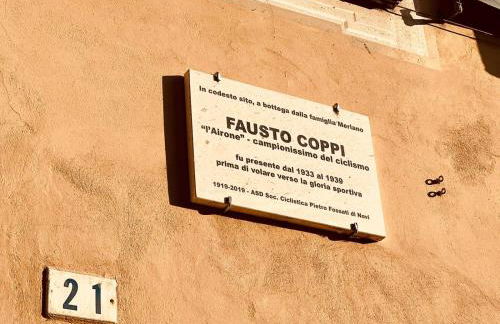 In codesto sito, a bottega dalla famiglia Merlano
FAUSTO COPPI
"l'Airone" - campionissimo del ciclismo
fu presente dal 1933 al 1939
prima di volare verso la gloria sportiva
1919-2019 - ASD Soc. Ciclistica Pietro Fossati di Novi
21